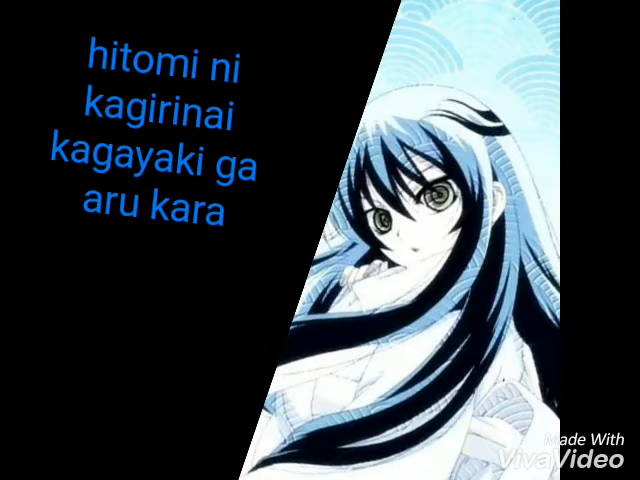 hitomi ni
kagirinai
kagayaki ga
aru kara
Made With
VivaVideo